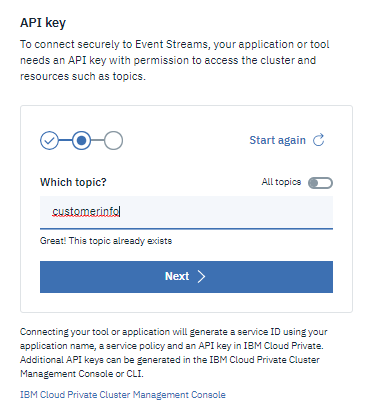 API key
To connect securely to Event Streams, your application or tool
needs an API key with permission to access the cluster and
resources such as topics.
Start again
Which topic?
All topics
customerinfo
Great! This topic already exists
Next
Connecting your tool or application will generate a service ID using your
application name, a service policy and an API key in IBM Cloud Private.
Additional API keys can be generated in the IBM Cloud Private Cluster
Management Console or CLI.
IBM Cloud Private Cluster Management Console